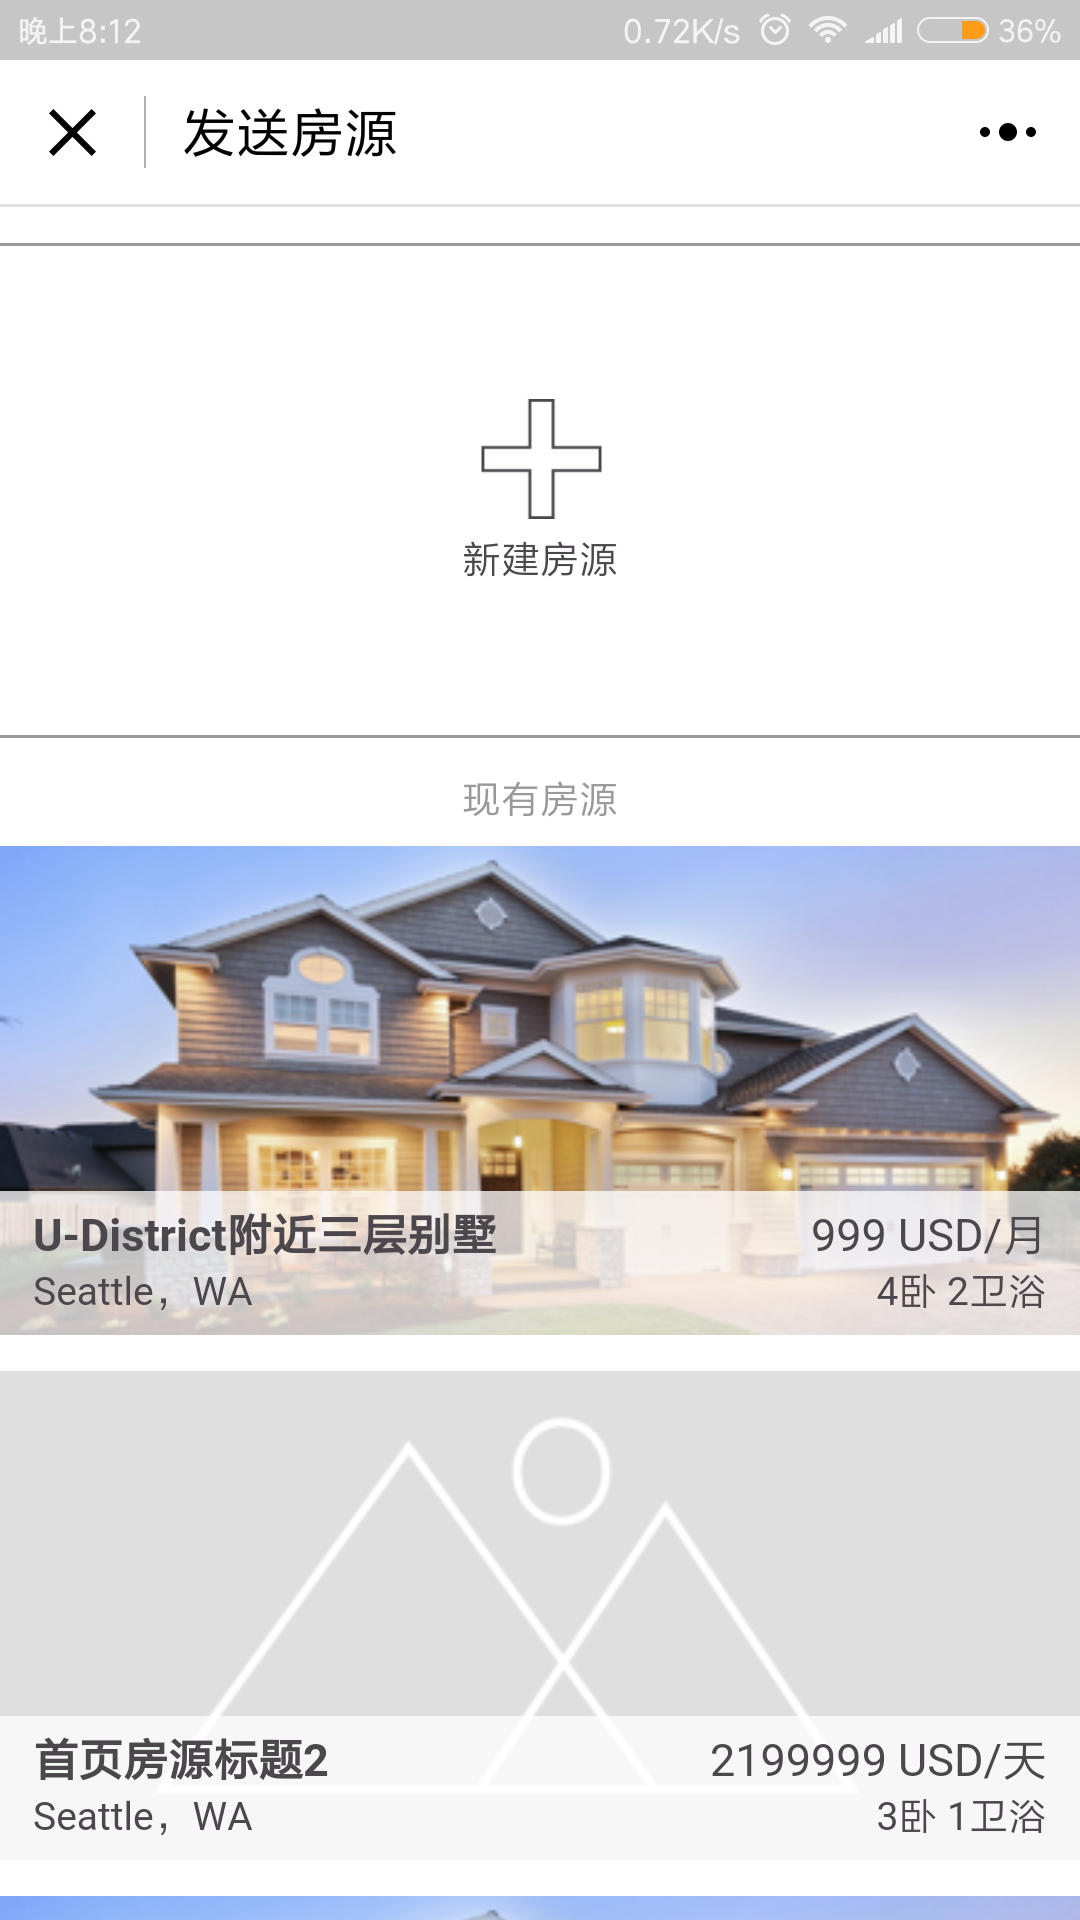 晚上8:12
0.72K/s
36%
发送房源
新建房源
现有房源
U-District附近三层别墅
999 USD/月
Seattle，WA
4卧 2卫浴
首页房源标题2
2199999 USD/天
Seattle，WA
3卧 1卫浴